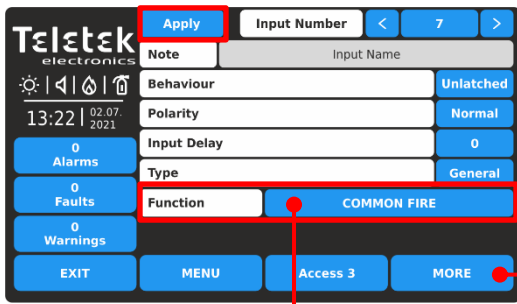 Teletek
electronics
13:22
02.07.
2021
0
Alarms
0
Faults
0
Warnings
EXIT
Apply
Input Number
<
7
>
Note
Input Name
Behaviour
Unlatched
Polarity
Normal
Input Delay
0
Type
General
Function
COMMON FIRE
MENU
Access 3
MORE